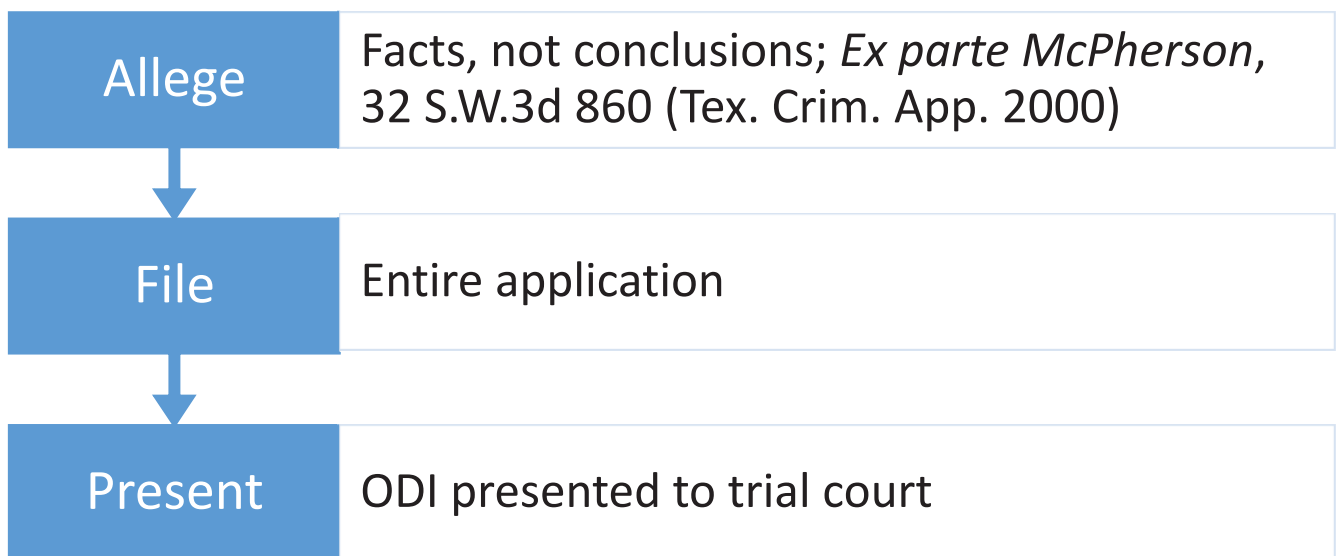 Allege
Facts, not conclusions; Ex parte McPherson,
32 S.W.3d 860 (Tex. Crim. App. 2000)
File
Entire application
Present
ODI presented to trial court